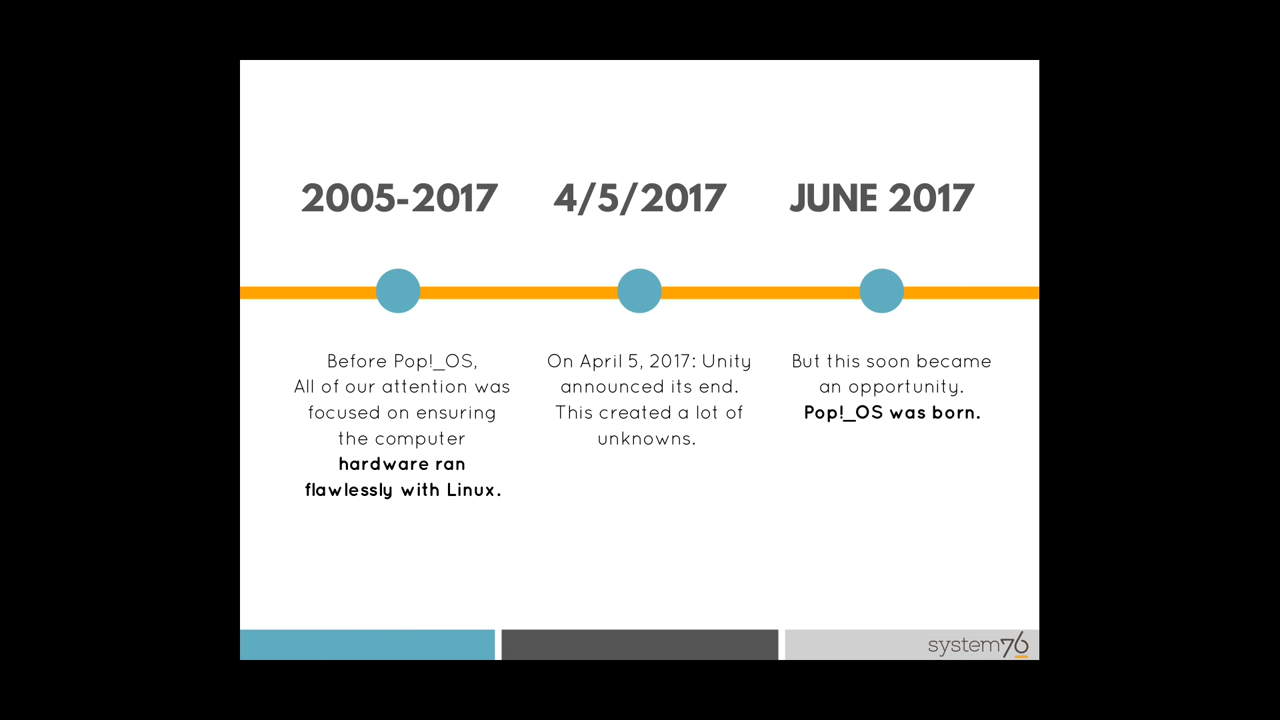 2005-2017
4/5/2017
JUNE 2017
Before Pop!_OS,
All of our attention was
focused on ensuring
the computer
hardware ran
flawlessly with Linux.
On April 5, 2017: Unity
announced its end.
This created a lot of
unknowns.
But this soon became
an opportunity.
Pop!_OS was born.
system76